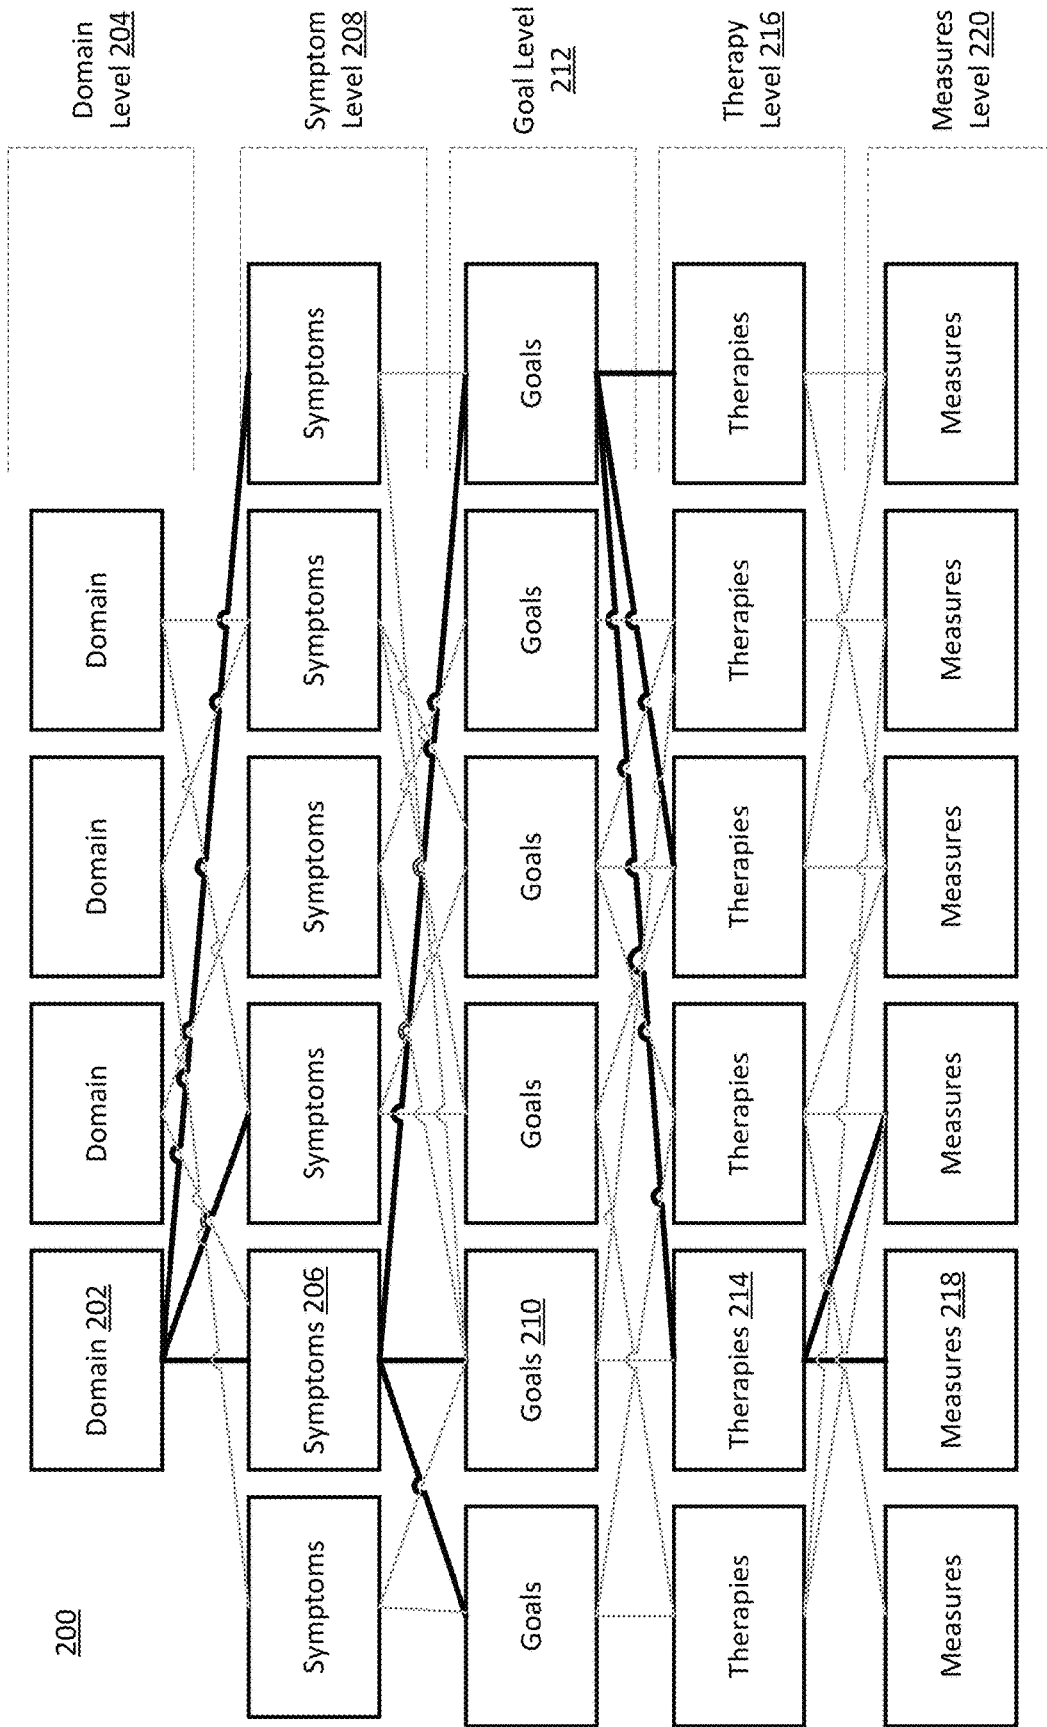 200
Domain 202
Domain
Domain
Domain
Domain
Level 204
Symptoms
Symptoms 206
Symptoms
Symptoms
Symptoms
Symptoms
Symptom
Level 208
Goals
Goals 210
Goals
Goals
Goals
Goals
Goal Level
212
Therapies
Therapies 214
Therapies
Therapies
Therapies
Therapies
Therapy
Level 216
Measures
Measures 218
Measures
Measures
Measures
Measures
Measures
Level 220